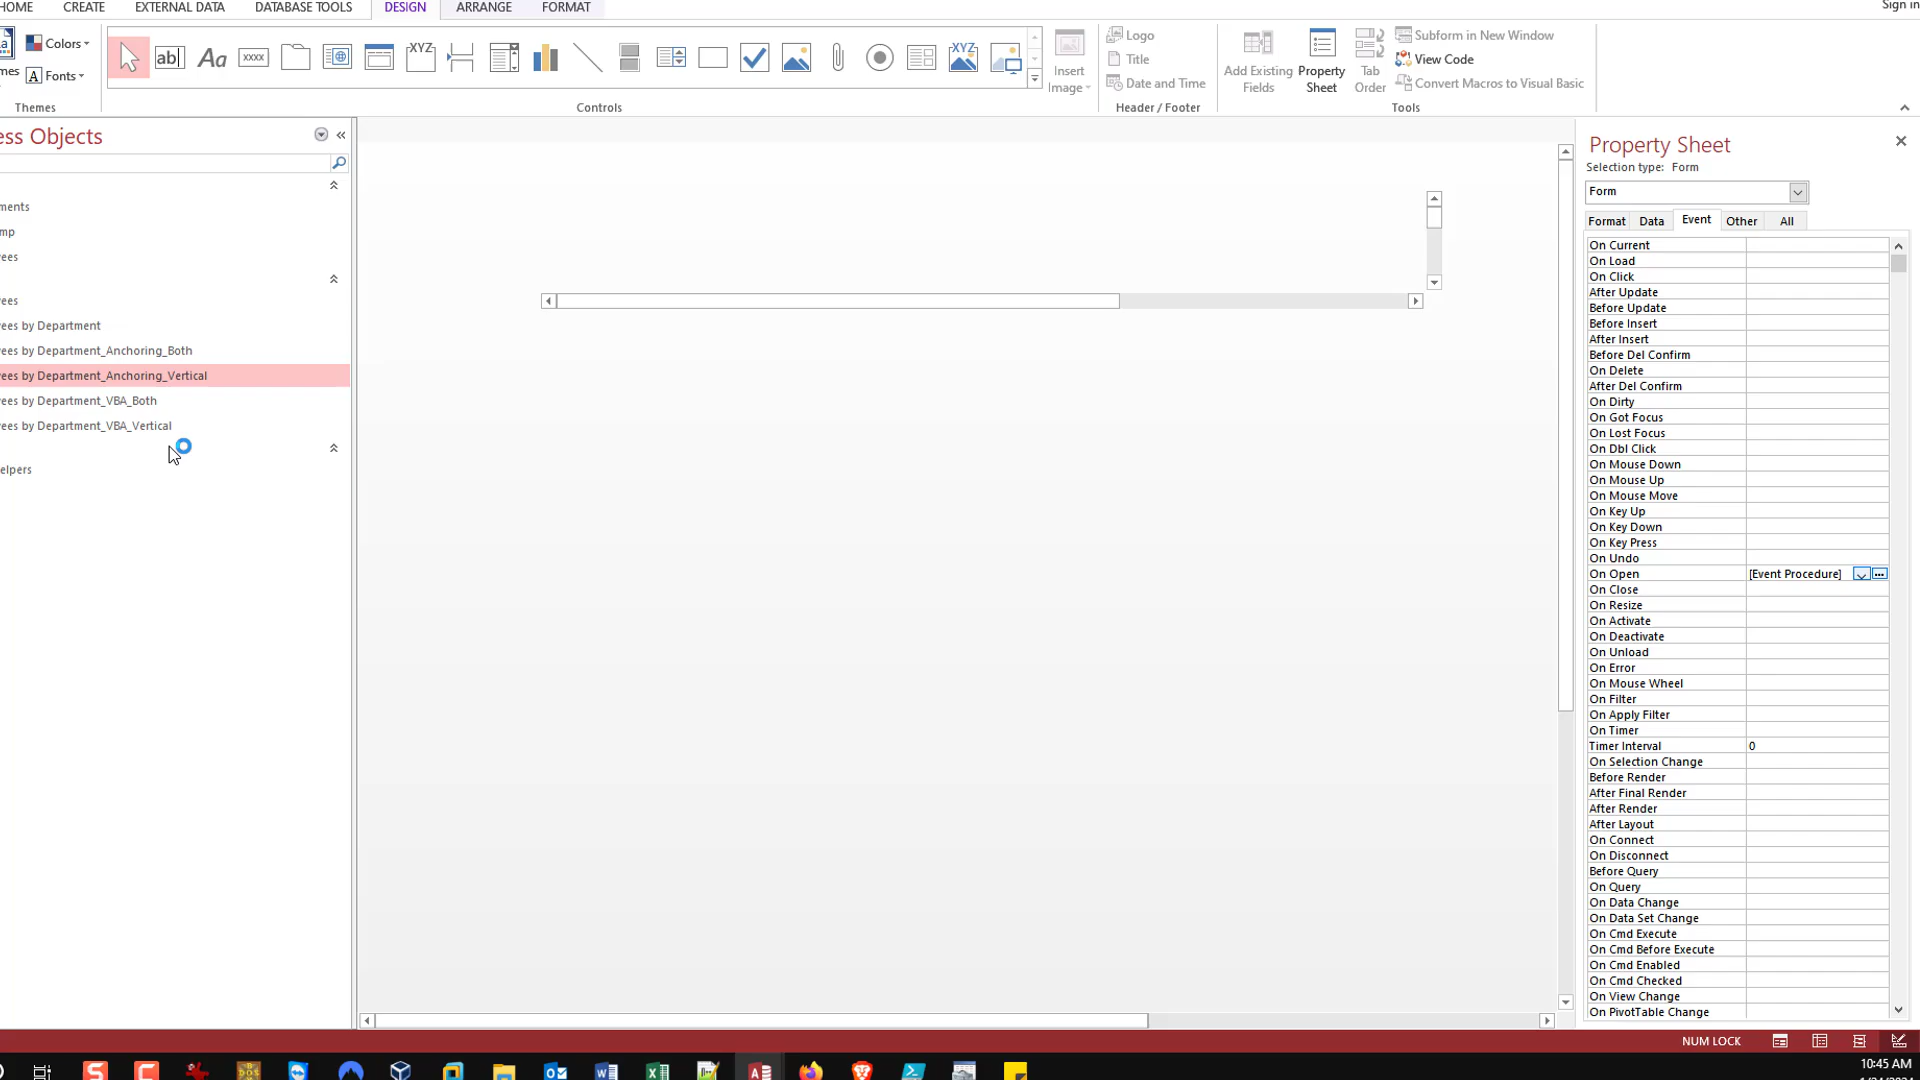 HOME CREATE EXTERNAL DATA DATABASE TOOLS DESIGN ARRANGE FORMAT Sign in
Colors
Fonts
Themes
ab|
Aa
xxxx
XYZ
XYZ
Controls
Insert
Image
Logo
Title
Date and Time
Header / Footer
Add Existing
Fields
Property
Sheet
Tab
Order
Subform in New Window
View Code
Convert Macros to Visual Basic
Tools
ess Objects
ments
mp
ees
ees
ees by Department
ees by Department_Anchoring_Both
ees by Department_Anchoring_Vertical
ees by Department_VBA_Both
ees by Department_VBA_Vertical
elpers
Property Sheet
Selection type: Form
Form
Format Data Event Other All
On Current
On Load
On Click
After Update
Before Update
Before Insert
After Insert
Before Del Confirm
On Delete
After Del Confirm
On Dirty
On Got Focus
On Lost Focus
On Dbl Click
On Mouse Down
On Mouse Up
On Mouse Move
On Key Up
On Key Down
On Key Press
On Undo
On Open [Event Procedure]
On Close
On Resize
On Activate
On Deactivate
On Unload
On Error
On Mouse Wheel
On Filter
On Apply Filter
On Timer
Timer Interval 0
On Selection Change
Before Render
After Final Render
After Render
After Layout
On Connect
On Disconnect
Before Query
On Query
On Data Change
On Data Set Change
On Cmd Execute
On Cmd Before Execute
On Cmd Enabled
On Cmd Checked
On View Change
On PivotTable Change
NUM LOCK
10:45 AM